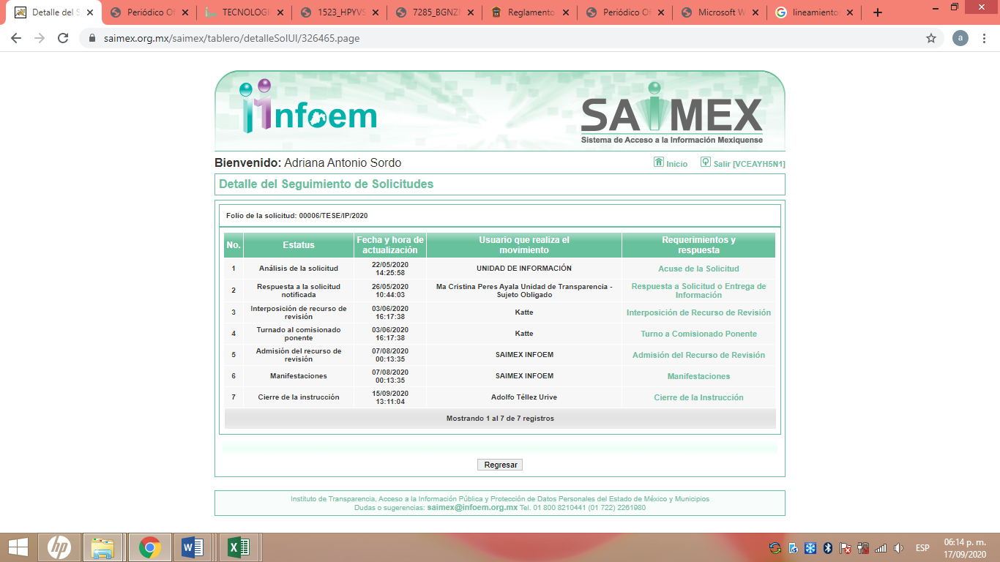 Detalle del S
Periódico Of
TECNOLOGI
1523_HPYVS
7285_BGNZ
Reglamento
Periódico Of
Microsoft W
lineamiento
saimex.org.mx/saimex/tablero/detalleSolUI/326465.page
a
infoem
SAIMEX
Sistema de Acceso a la Información Mexiquense
Bienvenido: Adriana Antonio Sordo
Inicio
Salir [VCEAYH5N1]
Detalle del Seguimiento de Solicitudes
Folio de la solicitud: 00006/TESE/IP/2020
No.
Estatus
Fecha y hora de
actualización
Usuario que realiza el
movimiento
Requerimientos y
respuesta
1
Análisis de la solicitud
22/05/2020
14:25:58
UNIDAD DE INFORMACIÓN
Acuse de la Solicitud
2
Respuesta a la solicitud
notificada
26/05/2020
10:44:03
Ma Cristina Peres Ayala Unidad de Transparencia -
Sujeto Obligado
Respuesta a Solicitud o Entrega de
Información
3
Interposición de recurso de
revisión
03/06/2020
16:17:38
Katte
Interposición de Recurso de Revisión
4
Turnado al comisionado
ponente
03/06/2020
16:17:38
Katte
Turno a Comisionado Ponente
5
Admisión del recurso de
revisión
07/08/2020
00:13:35
SAIMEX INFOEM
Admisión del Recurso de Revisión
6
Manifestaciones
07/08/2020
00:13:35
SAIMEX INFOEM
Manifestaciones
7
Cierre de la instrucción
15/09/2020
13:11:04
Adolfo Téllez Urive
Cierre de la Instrucción
Mostrando 1 al 7 de 7 registros
Regresar
Instituto de Transparencia, Acceso a la Información Pública y Protección de Datos Personales del Estado de México y Municipios
Dudas o sugerencias: saimex@infoem.org.mx Tel. 01 800 8210441 (01 722) 2261980
hp
ESP
06:14 p. m.
17/09/2020